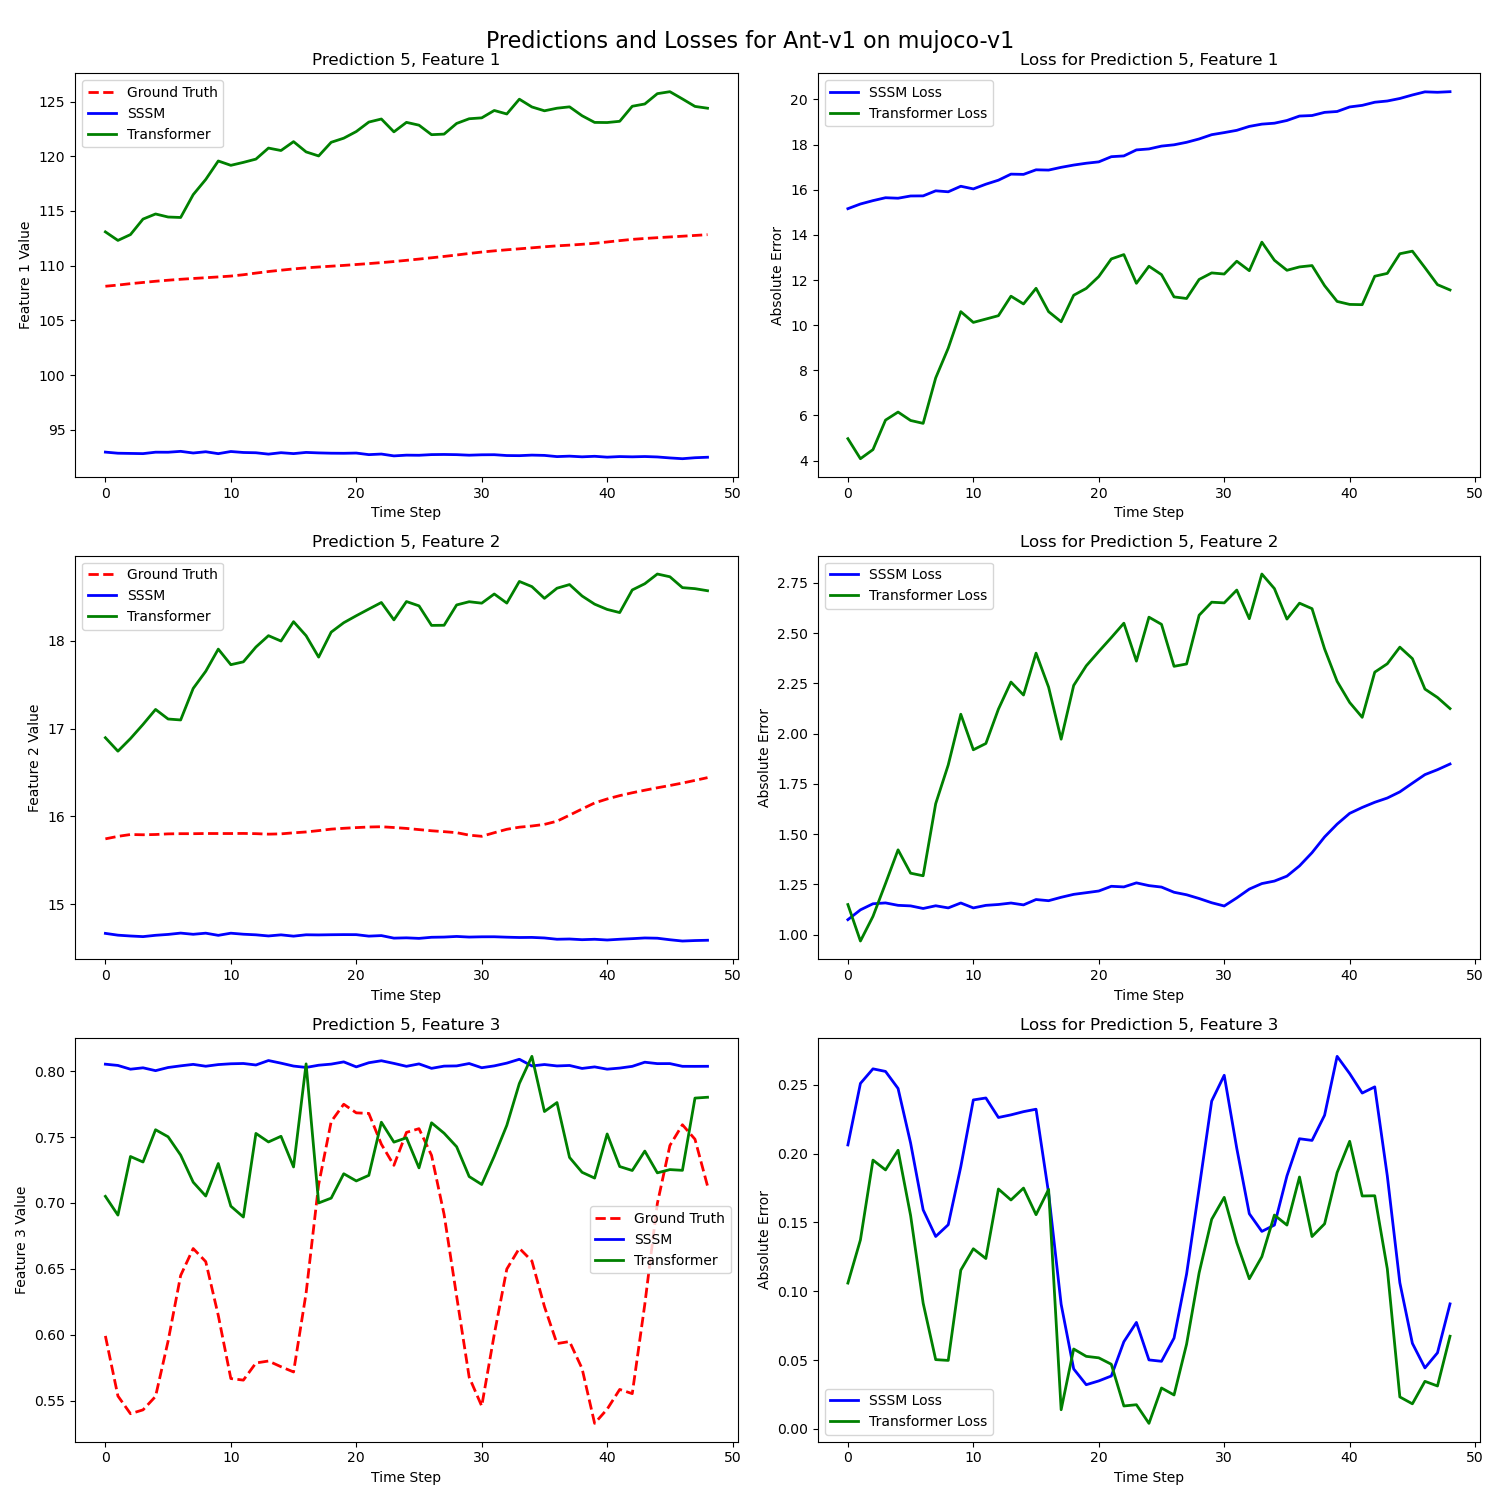 Predictions and Losses for Ant-v1 on mujoco-v1
Prediction 5, Feature 1
Ground Truth
SSSM
Transformer
125
120
115
110
105
100
95
Feature 1 Value
0 10 20 30 40 50
Time Step
Loss for Prediction 5, Feature 1
SSSM Loss
Transformer Loss
20
18
16
14
12
10
8
6
4
Absolute Error
0 10 20 30 40 50
Time Step
Prediction 5, Feature 2
Ground Truth
SSSM
Transformer
18
17
16
15
Feature 2 Value
0 10 20 30 40 50
Time Step
Loss for Prediction 5, Feature 2
SSSM Loss
Transformer Loss
2.75
2.50
2.25
2.00
1.75
1.50
1.25
1.00
Absolute Error
0 10 20 30 40 50
Time Step
Prediction 5, Feature 3
0.80
0.75
0.70
0.65
0.60
0.55
Feature 3 Value
Ground Truth
SSSM
Transformer
0 10 20 30 40 50
Time Step
Loss for Prediction 5, Feature 3
0.25
0.20
0.15
0.10
0.05
0.00
Absolute Error
SSSM Loss
Transformer Loss
0 10 20 30 40 50
Time Step